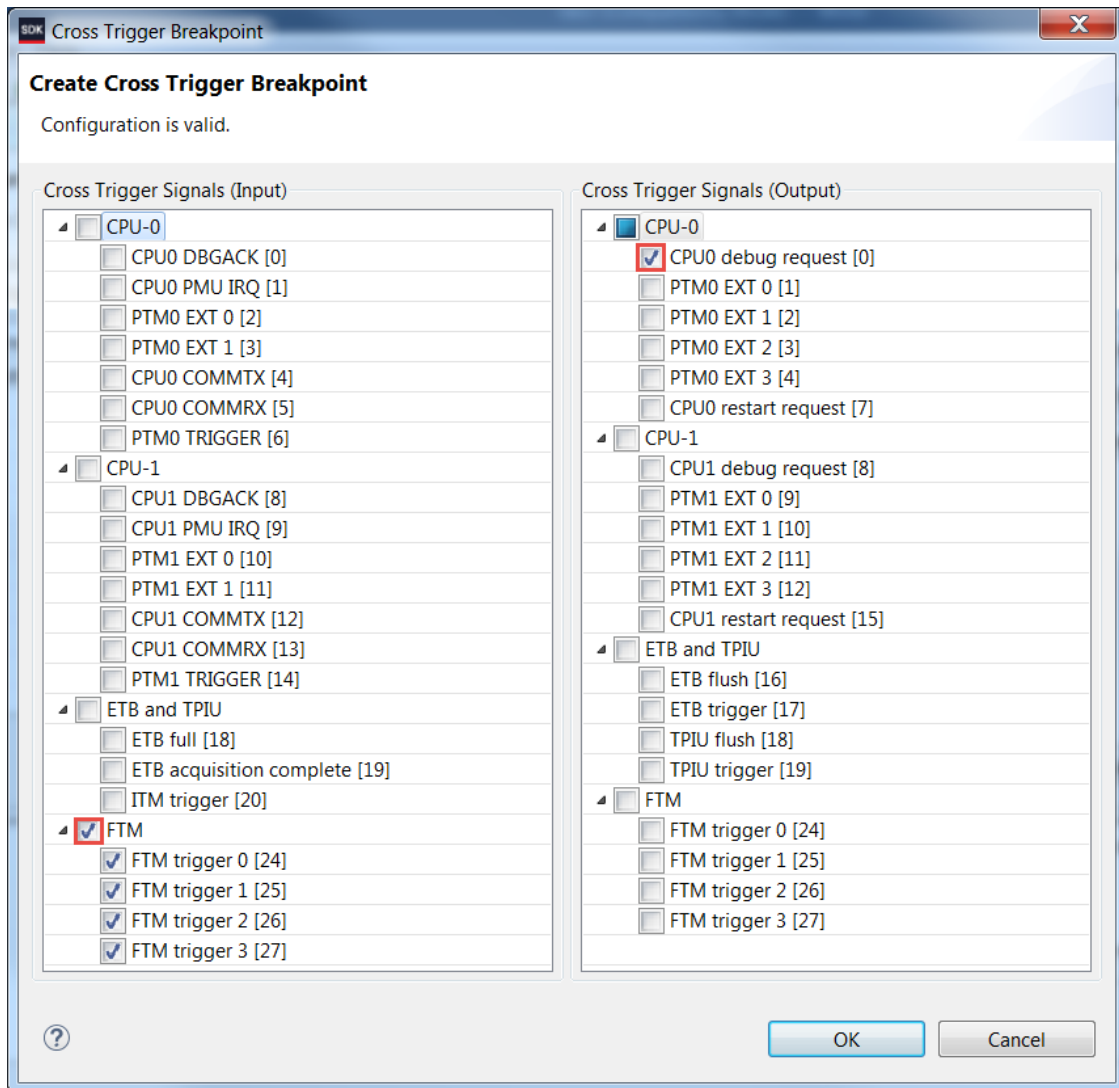 SDK Cross Trigger Breakpoint
Create Cross Trigger Breakpoint
Configuration is valid.
Cross Trigger Signals (Input)
CPU-0
CPU0 DBGACK [0]
CPU0 PMU IRQ [1]
PTM0 EXT 0 [2]
PTM0 EXT 1 [3]
CPU0 COMMTX [4]
CPU0 COMMRX [5]
PTM0 TRIGGER [6]
CPU-1
CPU1 DBGACK [8]
CPU1 PMU IRQ [9]
PTM1 EXT 0 [10]
PTM1 EXT 1 [11]
CPU1 COMMTX [12]
CPU1 COMMRX [13]
PTM1 TRIGGER [14]
ETB and TPIU
ETB full [18]
ETB acquisition complete [19]
ITM trigger [20]
FTM
FTM trigger 0 [24]
FTM trigger 1 [25]
FTM trigger 2 [26]
FTM trigger 3 [27]
Cross Trigger Signals (Output)
CPU-0
CPU0 debug request [0]
PTM0 EXT 0 [1]
PTM0 EXT 1 [2]
PTM0 EXT 2 [3]
PTM0 EXT 3 [4]
CPU0 restart request [7]
CPU-1
CPU1 debug request [8]
PTM1 EXT 0 [9]
PTM1 EXT 1 [10]
PTM1 EXT 2 [11]
PTM1 EXT 3 [12]
CPU1 restart request [15]
ETB and TPIU
ETB flush [16]
ETB trigger [17]
TPIU flush [18]
TPIU trigger [19]
FTM
FTM trigger 0 [24]
FTM trigger 1 [25]
FTM trigger 2 [26]
FTM trigger 3 [27]
?
OK
Cancel